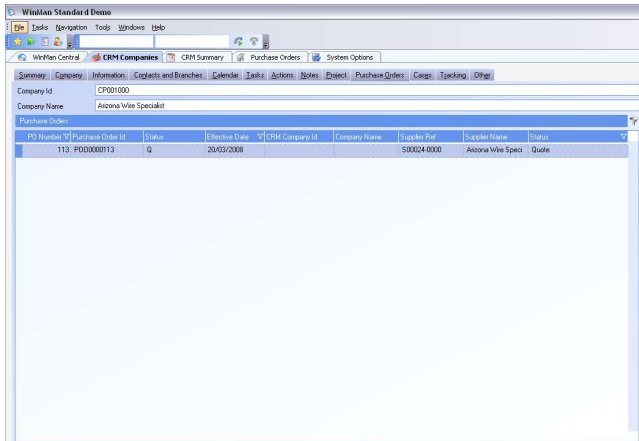 WinMan Standard Demo
File Tasks Navigation Tools Windows Help
WinMan Central CRM Companies CRM Summary Purchase Orders System Options
Summary Company Information Contacts and Branches Calendar Tasks Actions Notes Project Purchase Orders Cases Tracking Other
Company Id CP001000
Company Name Arizona Wire Specialist
Purchase Orders
PO Number Purchase Order Id Status Effective Date CRM Company Id Company Name Supplier Ref Supplier Name Status
113 POD0000113 Q 20/03/2008 S00024-0000 Arizona Wire Speci Quote